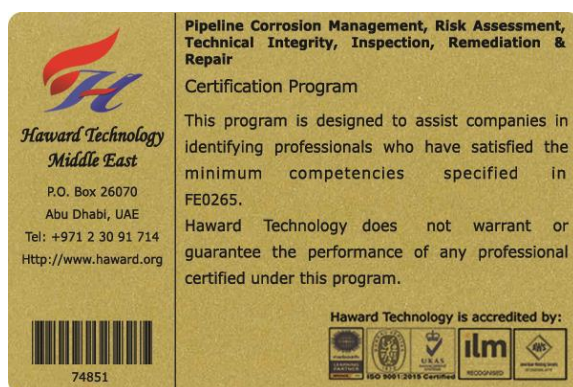 Haward Technology
Middle East
P.O. Box 26070
Abu Dhabi, UAE
Tel: +971 2 30 91 714
Http://www.haward.org
74851
Pipeline Corrosion Management, Risk Assessment,
Technical Integrity, Inspection, Remediation &
Repair
Certification Program
This program is designed to assist companies in
identifying professionals who have satisfied the
minimum competencies specified in
FE0265.
Haward Technology does not warrant or
guarantee the performance of any professional
certified under this program.
Haward Technology is accredited by:
ISO 9001:2015 Certified
UKAS
ilm
RECOGNISED
AWS